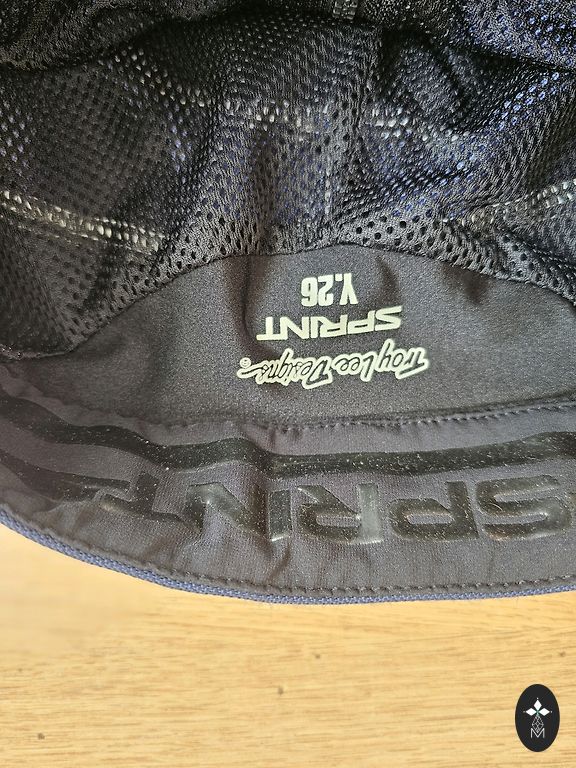 SPRINT
Troy Lee Designs©
SPRINT
Y.26
M